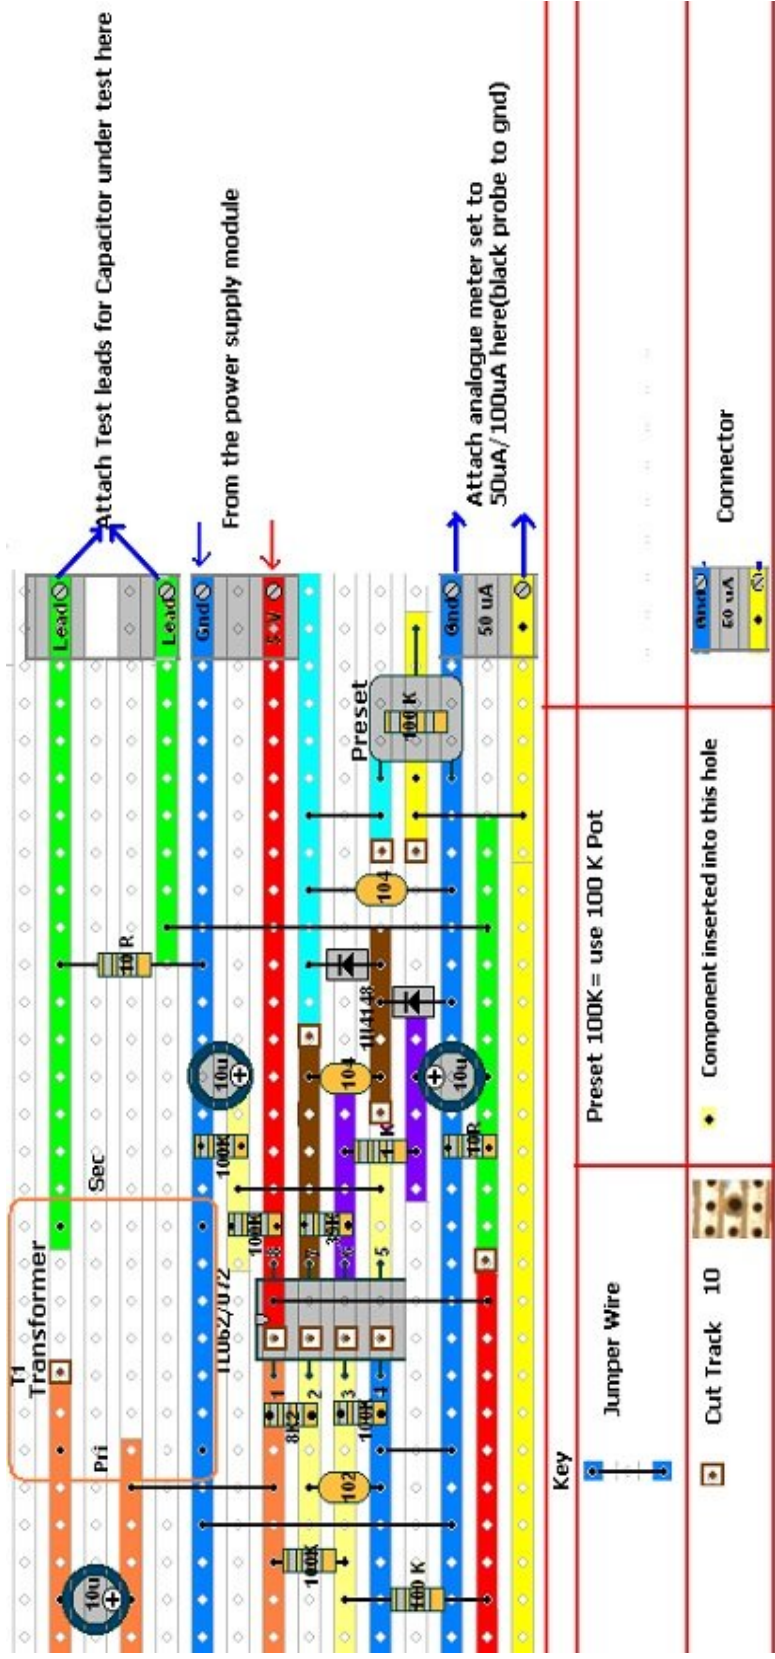 T1
Transformer
Pri
Sec
10u
Lead
Lead
Attach Test leads for Capacitor under test here
10 R
Gnd
5 V
From the power supply module
10u
100K
100K
TL062/072
1
2
3
4
8
7
6
5
8K2
100K
102
100K
100 K
39K
104
1 K
1N4148
104
10u
10R
Preset
100 K
Gnd
50 uA
Attach analogue meter set to
50uA/100uA here(black probe to gnd)
Key
Jumper Wire
Preset 100K= use 100 K Pot
Cut Track 10
Component inserted into this hole
Gnd
50 uA
Connector